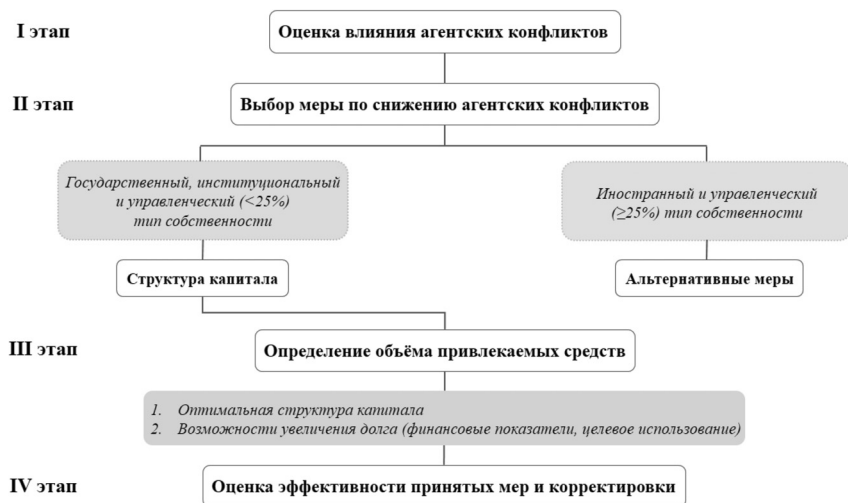 I этап
Оценка влияния агентских конфликтов
II этап
Выбор меры по снижению агентских конфликтов
Государственный, институциональный
и управленческий (<25%)
тип собственности
Иностранный и управленческий
(≥25%) тип собственности
Структура капитала
Альтернативные меры
III этап
Определение объёма привлекаемых средств
1. Оптимальная структура капитала
2. Возможности увеличения долга (финансовые показатели, целевое использование)
IV этап
Оценка эффективности принятых мер и корректировки